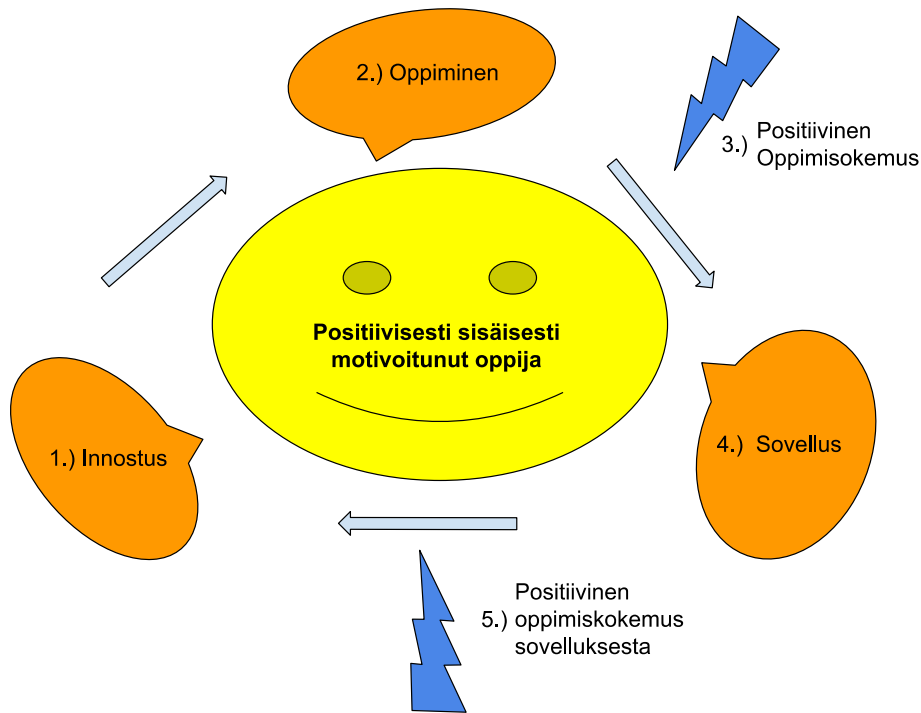 2.) Oppiminen
3.) Positiivinen
Oppimisokemus
Positiivisesti sisäisesti
motivoitunut oppija
1.) Innostus
4.) Sovellus
Positiivinen
5.) oppimiskokemus
sovelluksesta